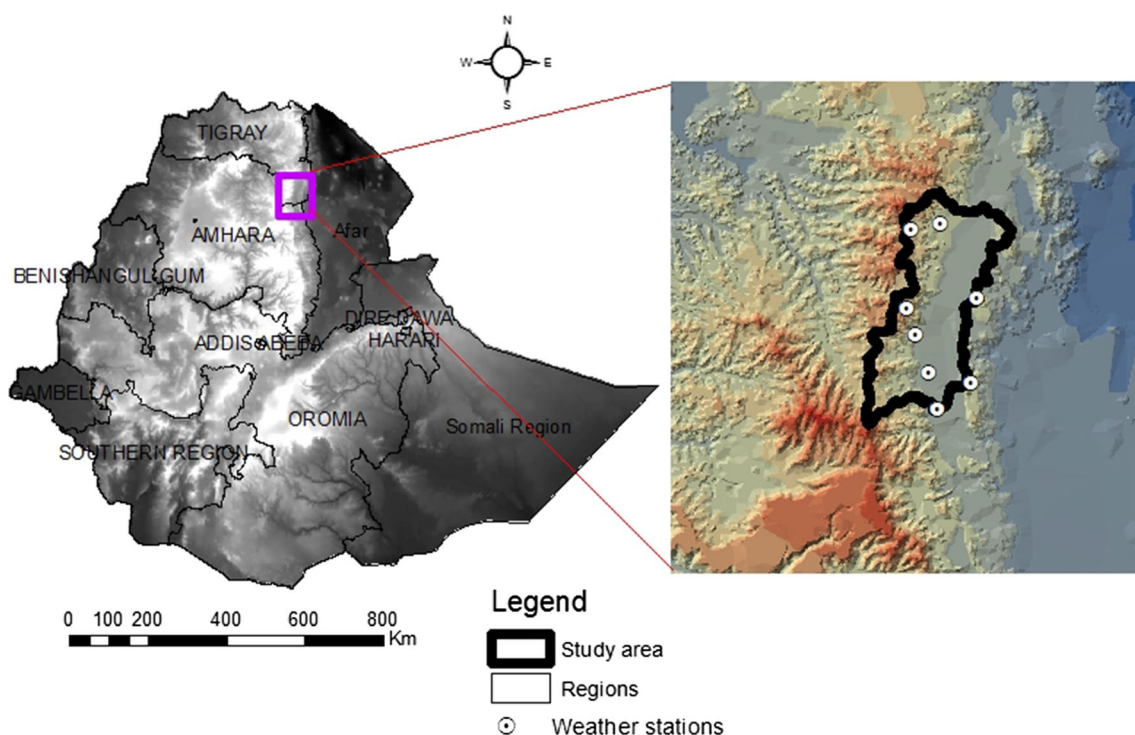 N
W E
S
TIGRAY
AMHARA
Afar
BENISHANGUL GUM
DIRE DAWA
ADDIS ABEBA
HARARI
GAMBELLA
OROMIA
Somali Region
SOUTHERN REGION
0 100 200 400 600 800
Km
Legend
Study area
Regions
Weather stations